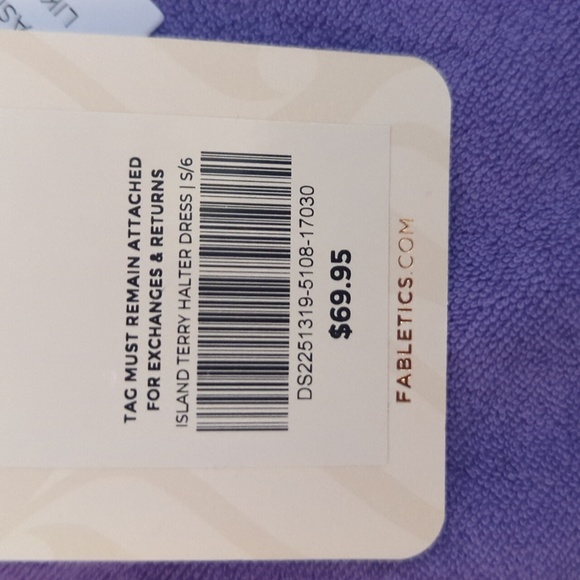 TAG MUST REMAIN ATTACHED
FOR EXCHANGES & RETURNS
ISLAND TERRY HALTER DRESS | S/6
DS2251319-5108-17030
$69.95
FABLETICS.COM